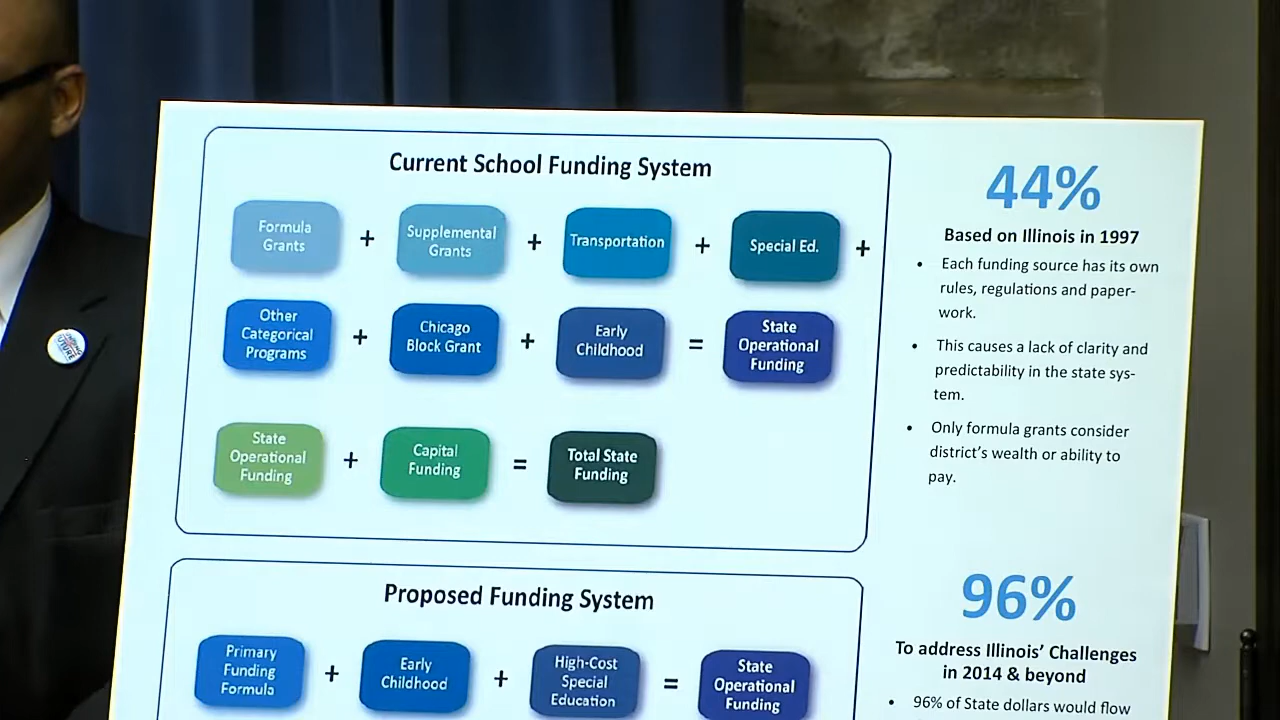 Current School Funding System
Formula
Grants
+
Supplemental
Grants
+
Transportation
+
Special Ed.
+
Other
Categorical
Programs
+
Chicago
Block Grant
+
Early
Childhood
=
State
Operational
Funding
State
Operational
Funding
+
Capital
Funding
=
Total State
Funding
44%
Based on Illinois in 1997
• Each funding source has its own
rules, regulations and paper-
work.
• This causes a lack of clarity and
predictability in the state sys-
tem.
• Only formula grants consider
district's wealth or ability to
pay.
Proposed Funding System
Primary
Funding
Formula
+
Early
Childhood
+
High-Cost
Special
Education
=
State
Operational
Funding
96%
To address Illinois' Challenges
in 2014 & beyond
• 96% of State dollars would flow